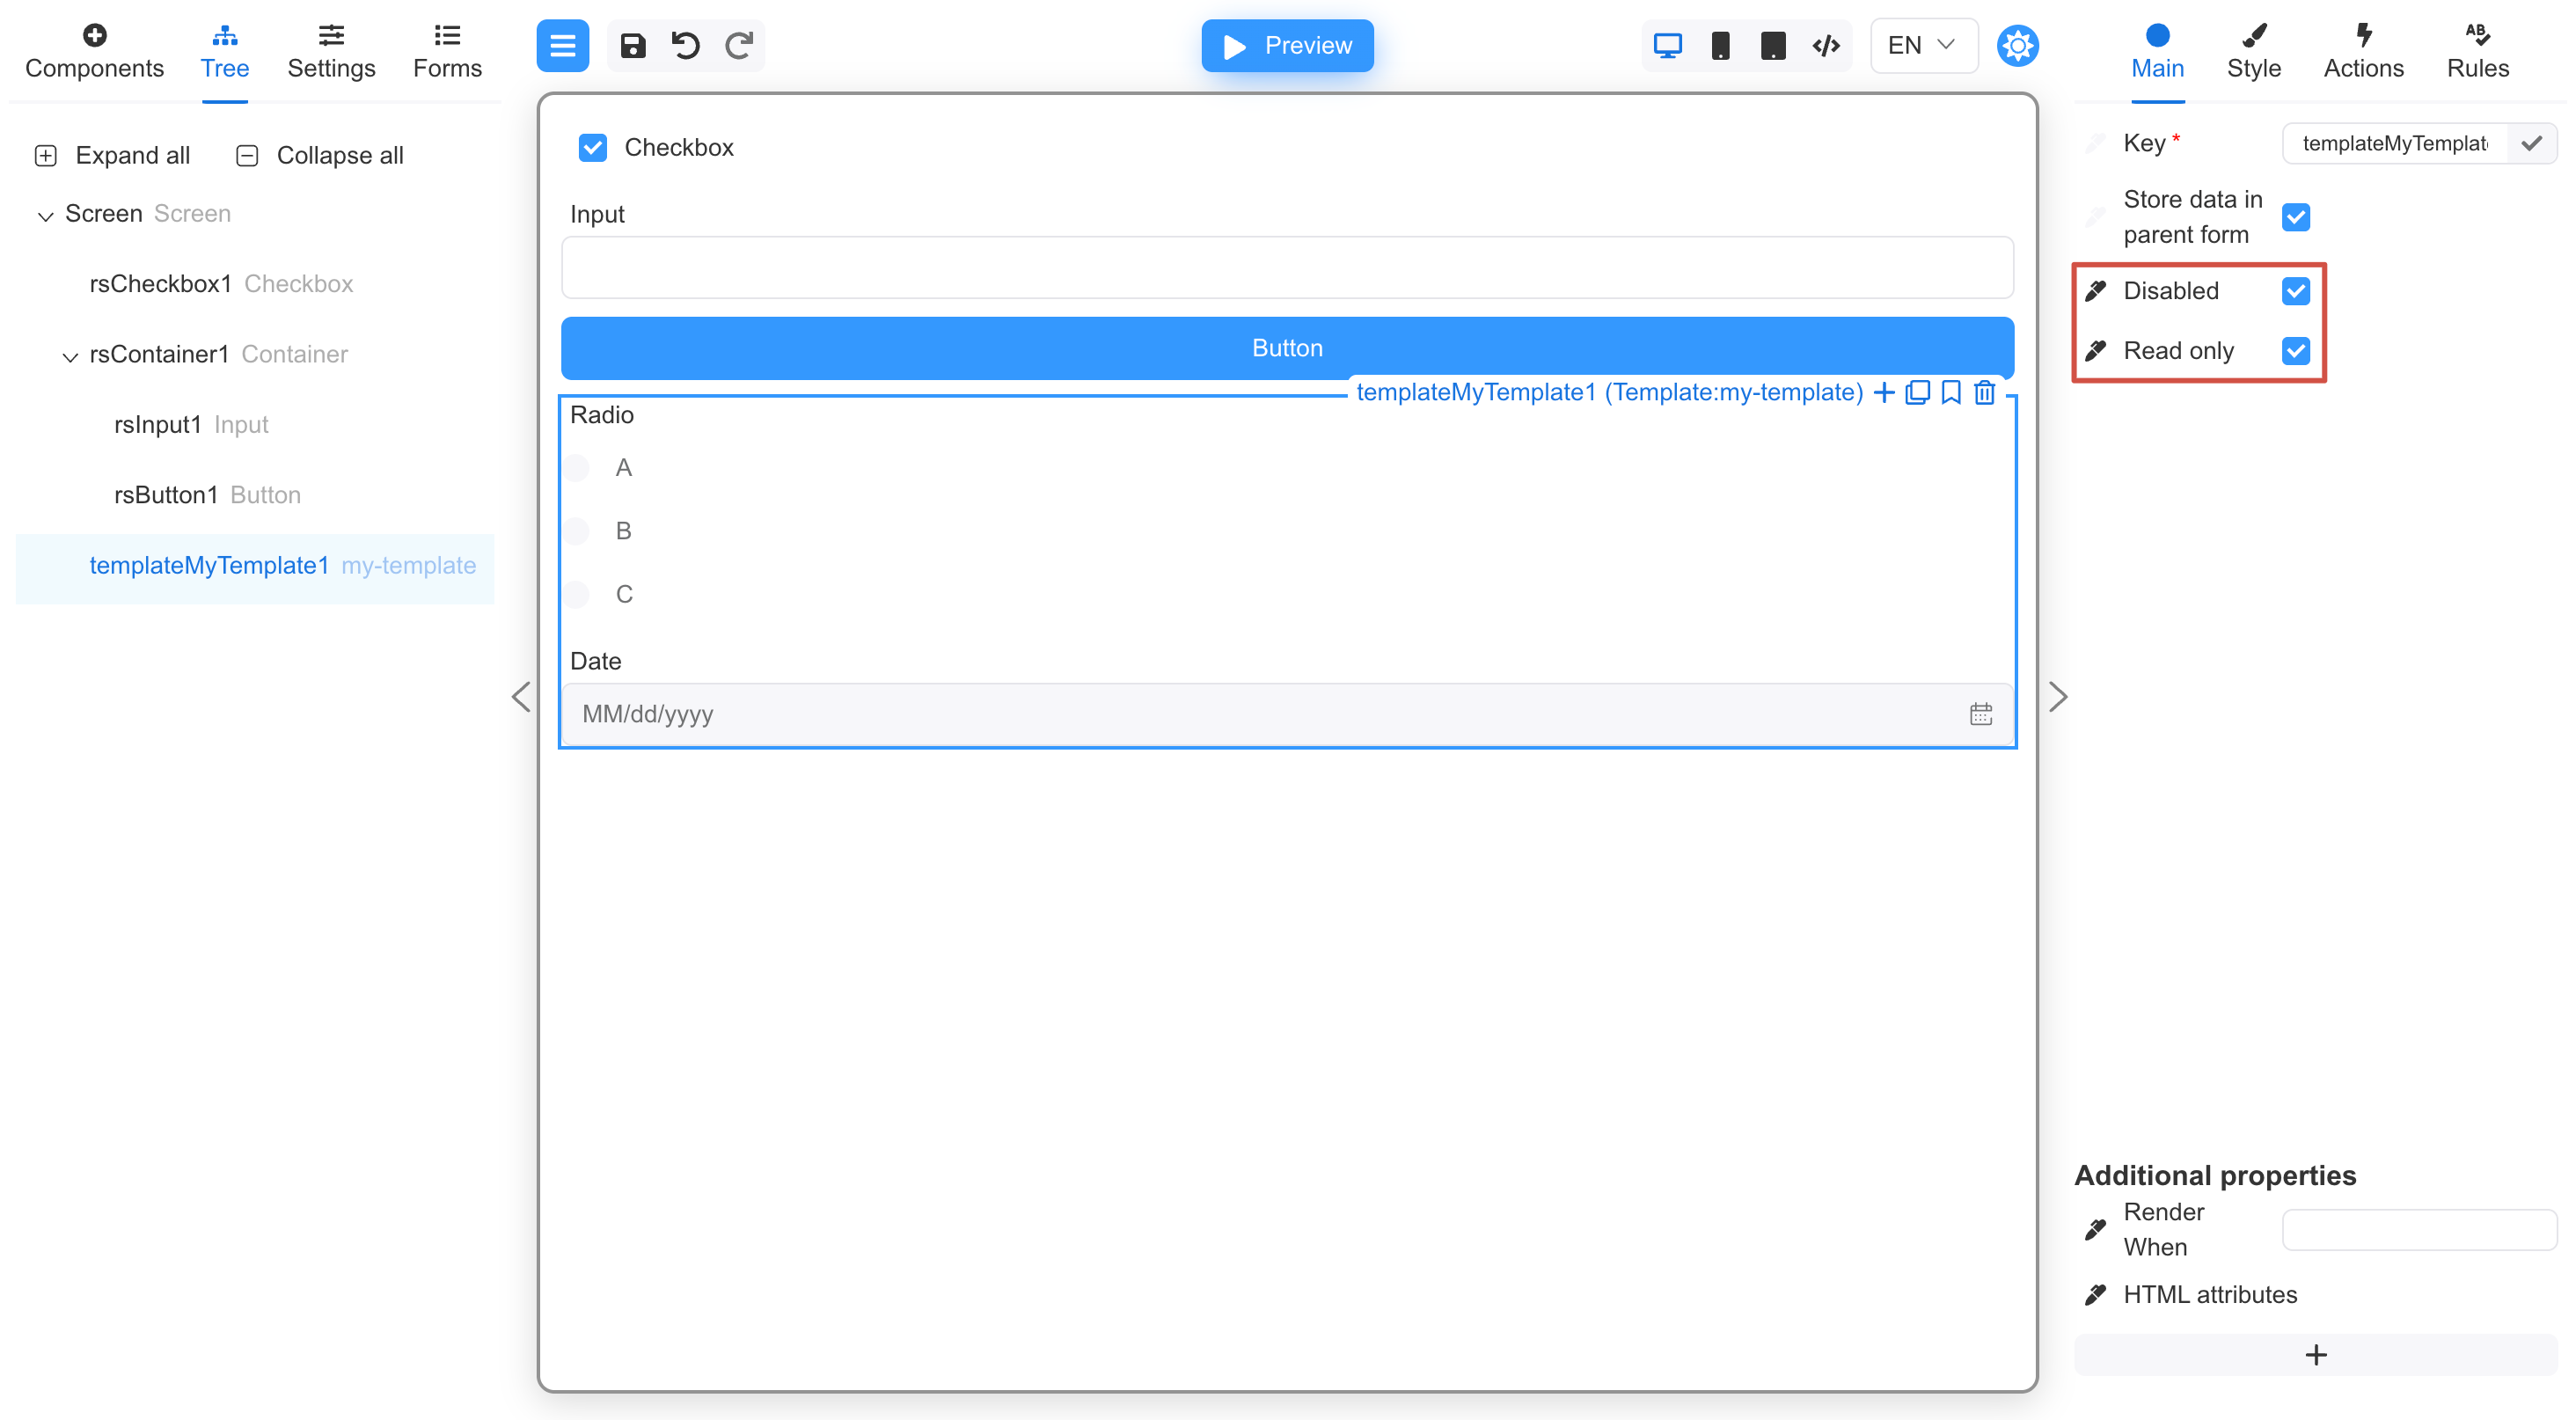 Components
Tree
Settings
Forms
Preview
EN
Main
Style
Actions
Rules
Expand all
Collapse all
Screen Screen
rsCheckbox1 Checkbox
rsContainer1 Container
rsInput1 Input
rsButton1 Button
templateMyTemplate1 my-template
Checkbox
Input
Button
templateMyTemplate1 (Template:my-template)
Radio
A
B
C
Date
MM/dd/yyyy
Key *
templateMyTemplat
Store data in
parent form
Disabled
Read only
Additional properties
Render
When
HTML attributes